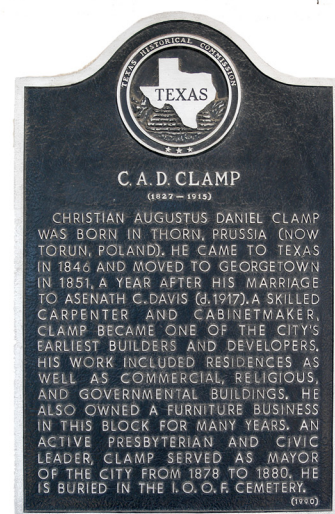 TEXAS HISTORICAL COMMISSION
TEXAS
C.A.D. CLAMP
(1827 — 1915)
CHRISTIAN AUGUSTUS DANIEL CLAMP
WAS BORN IN THORN, PRUSSIA (NOW
TORUN, POLAND). HE CAME TO TEXAS
IN 1846 AND MOVED TO GEORGETOWN
IN 1851, A YEAR AFTER HIS MARRIAGE
TO ASENATH C. DAVIS (d. 1917). A SKILLED
CARPENTER AND CABINETMAKER,
CLAMP BECAME ONE OF THE CITY'S
EARLIEST BUILDERS AND DEVELOPERS.
HIS WORK INCLUDED RESIDENCES AS
WELL AS COMMERCIAL, RELIGIOUS,
AND GOVERNMENTAL BUILDINGS. HE
ALSO OWNED A FURNITURE BUSINESS
IN THIS BLOCK FOR MANY YEARS. AN
ACTIVE PRESBYTERIAN AND CIVIC
LEADER, CLAMP SERVED AS MAYOR
OF THE CITY FROM 1878 TO 1880. HE
IS BURIED IN THE I.O.O.F. CEMETERY.
(1990)